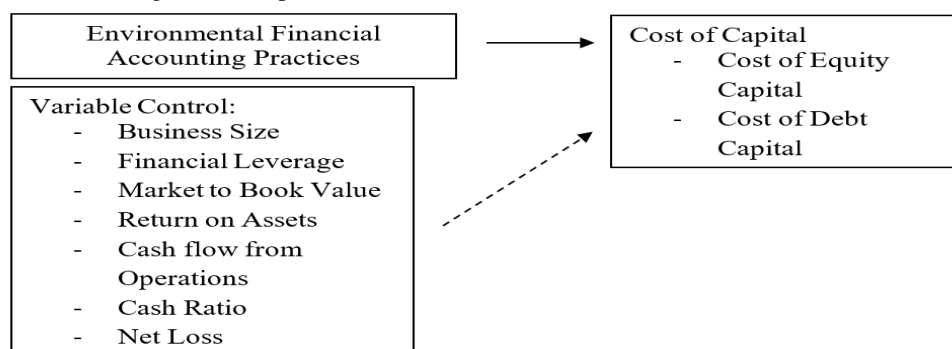 Environmental Financial
Accounting Practices
Cost of Capital
- Cost of Equity
Capital
- Cost of Debt
Capital
Variable Control:
- Business Size
- Financial Leverage
- Market to Book Value
- Return on Assets
- Cash flow from
Operations
- Cash Ratio
- Net Loss